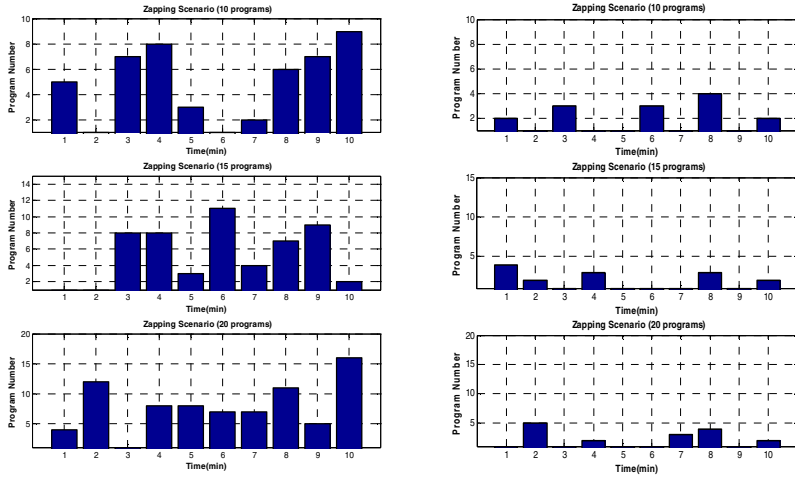 Zapping Scenario (10 programs)
10
8
6
4
2
Program Number
1 2 3 4 5 6 7 8 9 10
Time(min)
Zapping Scenario (15 programs)
14
12
10
8
6
4
2
Program Number
1 2 3 4 5 6 7 8 9 10
Time(min)
Zapping Scenario (20 programs)
20
15
10
5
Program Number
1 2 3 4 5 6 7 8 9 10
Time(min)
Zapping Scenario (10 programs)
10
8
6
4
2
Program Number
1 2 3 4 5 6 7 8 9 10
Time(min)
Zapping Scenario (15 programs)
15
10
5
Program Number
1 2 3 4 5 6 7 8 9 10
Time(min)
Zapping Scenario (20 programs)
20
15
10
5
Program Number
1 2 3 4 5 6 7 8 9 10
Time(min)